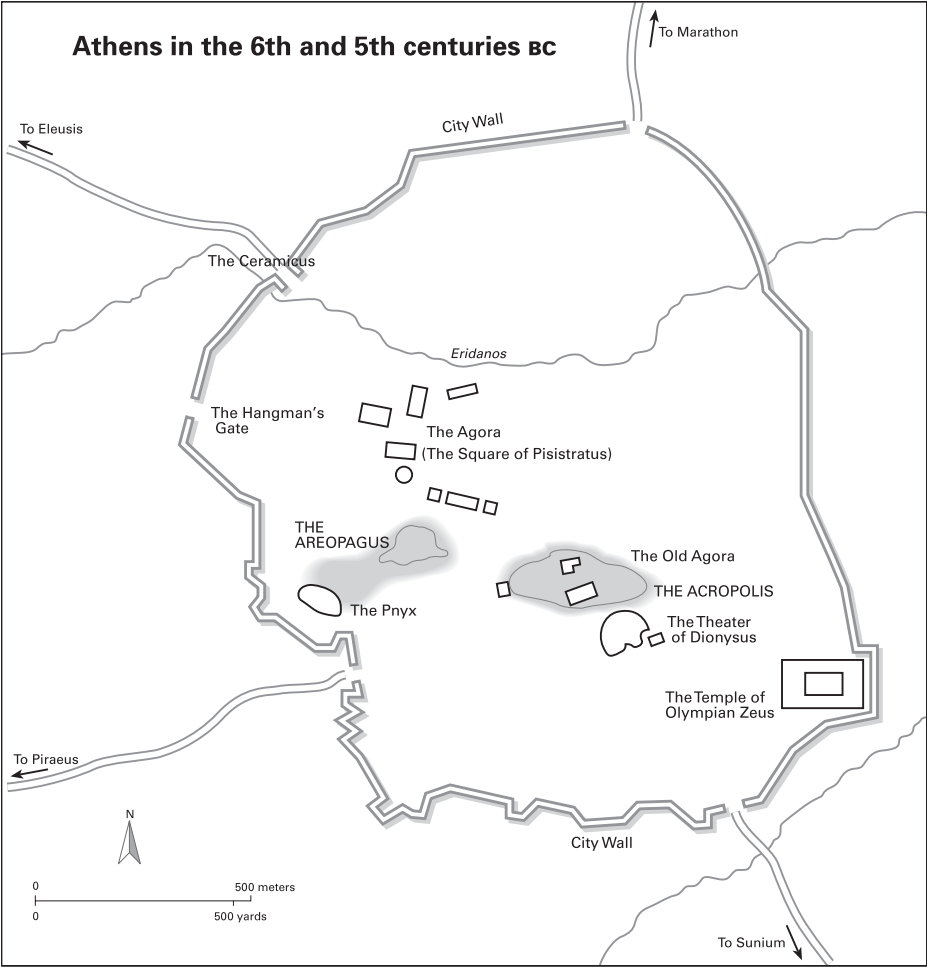 Athens in the 6th and 5th centuries BC
To Marathon
City Wall
To Eleusis
The Ceramicus
Eridanos
The Hangman's
Gate
The Agora
(The Square of Pisistratus)
THE
AREOPAGUS
The Old Agora
THE ACROPOLIS
The Pnyx
The Theater
of Dionysus
The Temple of
Olympian Zeus
To Piraeus
N
City Wall
0
500 meters
0
500 yards
To Sunium